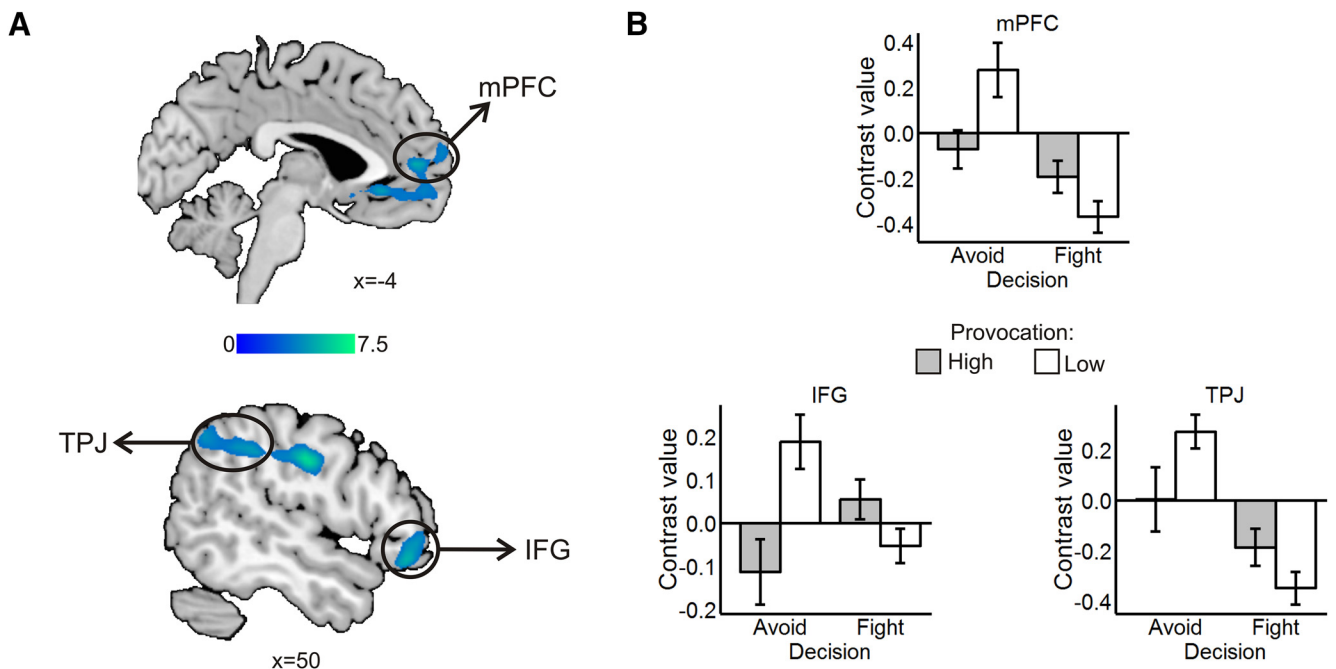 A
mPFC
x=-4
0 7.5
TPJ
IFG
x=50
B
mPFC
Contrast value
0.4
0.2
0.0
-0.2
-0.4
Avoid Fight
Decision
Provocation:
High Low
IFG
Contrast value
0.2
0.1
0.0
-0.1
-0.2
Avoid Fight
Decision
TPJ
Contrast value
0.4
0.2
0.0
-0.2
-0.4
Avoid Fight
Decision